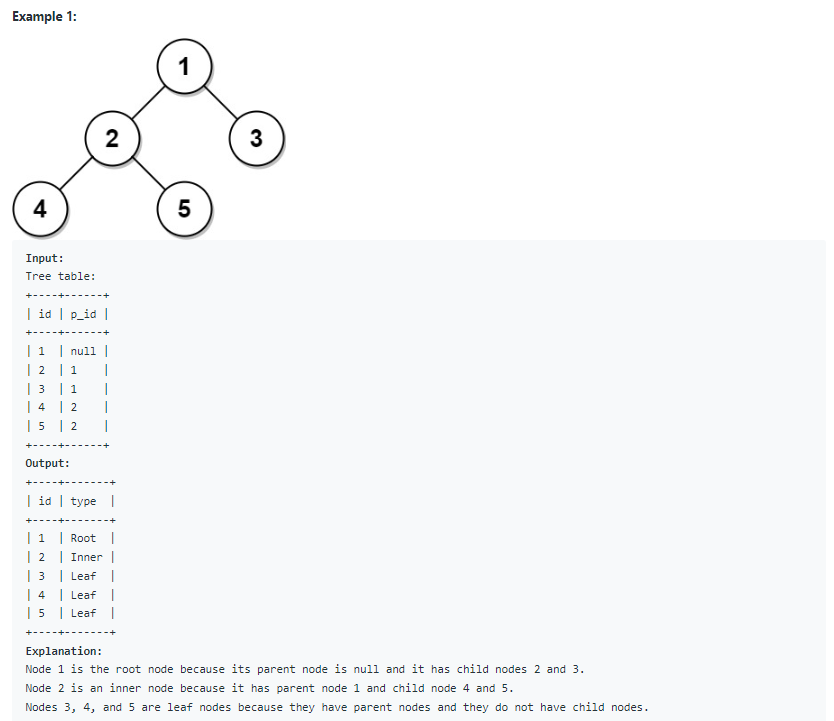 Example 1:
1
2 3
4 5
Input:
Tree table:
+----+------+
| id | p_id |
+----+------+
| 1  | null |
| 2  | 1    |
| 3  | 1    |
| 4  | 2    |
| 5  | 2    |
+----+------+
Output:
+----+-------+
| id | type  |
+----+-------+
| 1  | Root  |
| 2  | Inner |
| 3  | Leaf  |
| 4  | Leaf  |
| 5  | Leaf  |
+----+-------+
Explanation:
Node 1 is the root node because its parent node is null and it has child nodes 2 and 3.
Node 2 is an inner node because it has parent node 1 and child node 4 and 5.
Nodes 3, 4, and 5 are leaf nodes because they have parent nodes and they do not have child nodes.